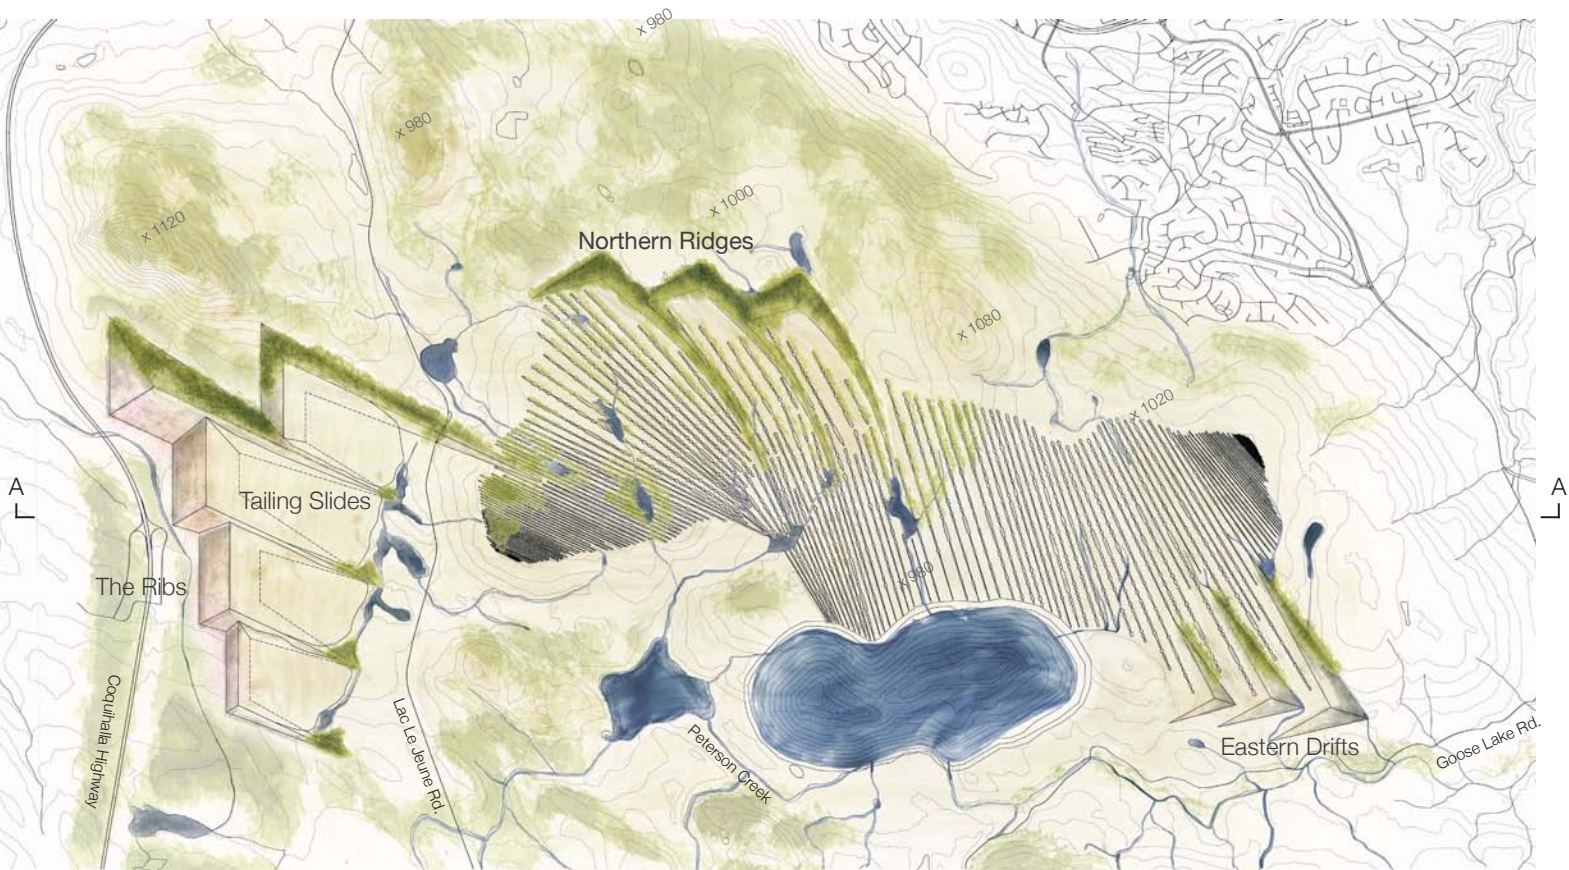 x 980
x 980
x 1000
x 1120
Northern Ridges
x 1080
x 1020
A
Tailing Slides
A
x 980
The Ribs
Coquihalla Highway
Lac Le Jeune Rd.
Peterson Creek
Eastern Drifts
Goose Lake Rd.